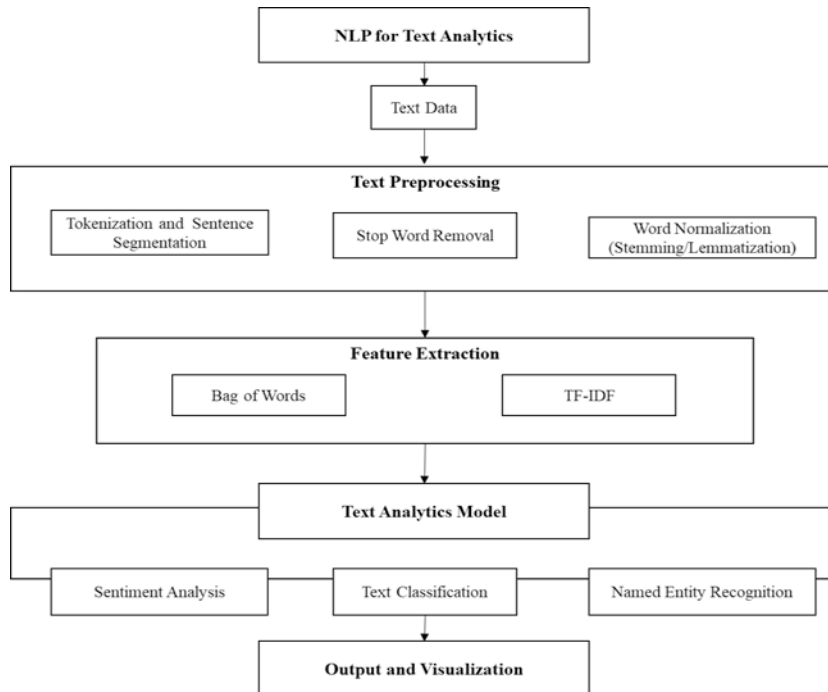 NLP for Text Analytics
Text Data
Text Preprocessing
Tokenization and Sentence
Segmentation
Stop Word Removal
Word Normalization
(Stemming/Lemmatization)
Feature Extraction
Bag of Words
TF-IDF
Text Analytics Model
Sentiment Analysis
Text Classification
Named Entity Recognition
Output and Visualization